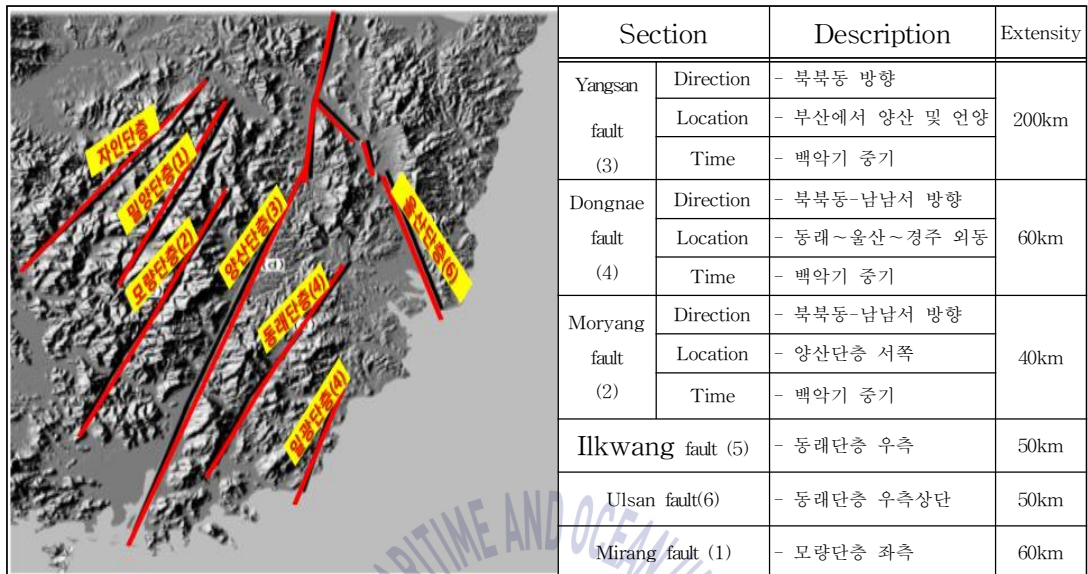 자인단층
밀양단층(1)
모량단층(2)
양산단층(3)
(d)
동래단층(4)
일광단층(4)
울산단층(6)
Section Description Extensity
Yangsan fault (3) Direction - 북북동 방향 200km
Location - 부산에서 양산 및 언양
Time - 백악기 중기
Dongnae fault (4) Direction - 북북동-남남서 방향 60km
Location - 동래~울산~경주 외동
Time - 백악기 중기
Moryang fault (2) Direction - 북북동-남남서 방향 40km
Location - 양산단층 서쪽
Time - 백악기 중기
Ilkwang fault (5) - 동래단층 우측 50km
Ulsan fault(6) - 동래단층 우측상단 50km
Mirang fault (1) - 모량단층 좌측 60km
ARITIME AND OCEAN